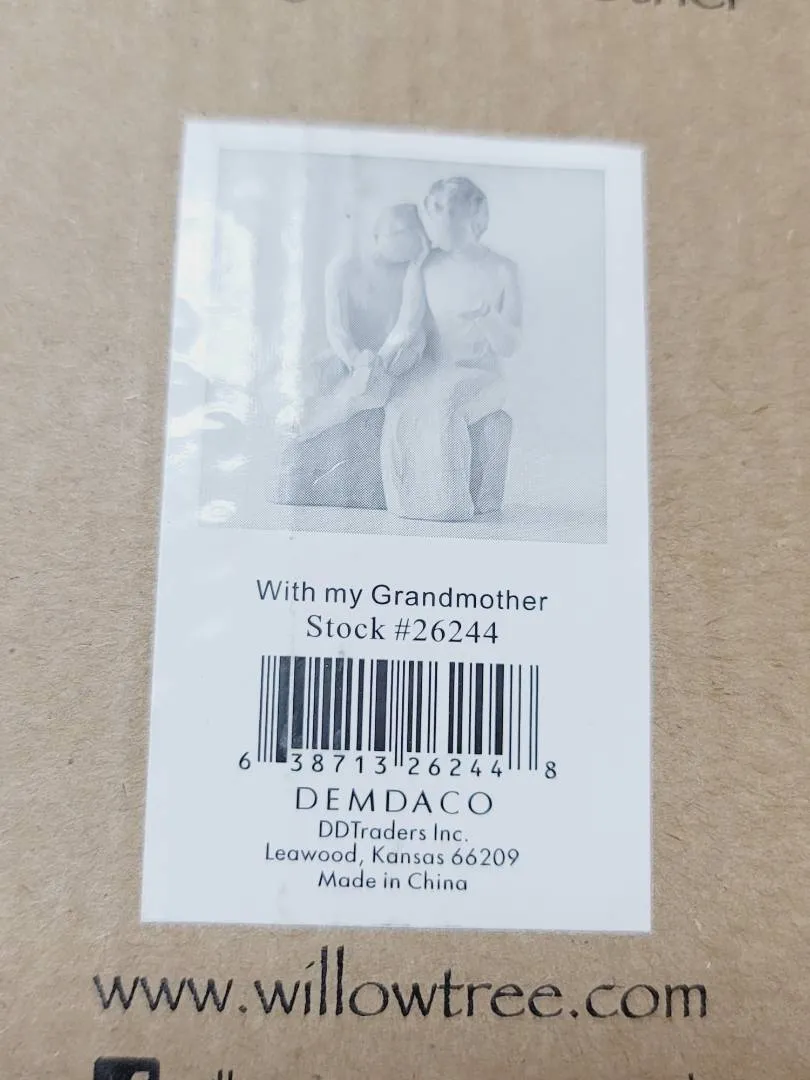 With my Grandmother
Stock #26244
6 38713 26244 8
DEMDACO
DDTraders Inc.
Leawood, Kansas 66209
Made in China
www.willowtree.com